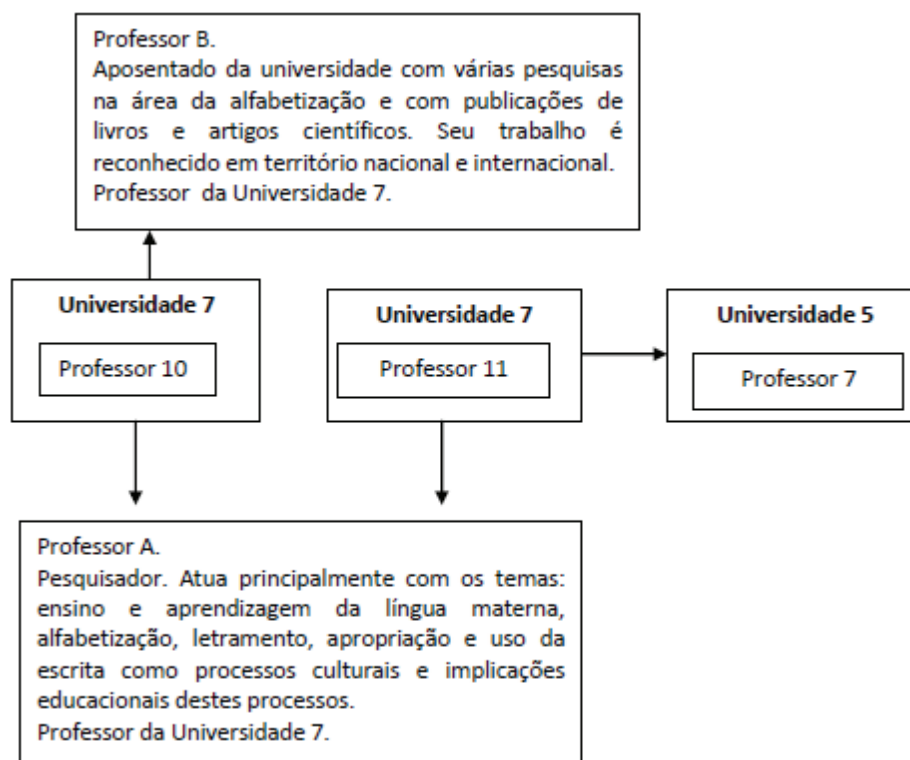 Professor B.
Aposentado da universidade com várias pesquisas
na área da alfabetização e com publicações de
livros e artigos científicos. Seu trabalho é
reconhecido em território nacional e internacional.
Professor da Universidade 7.
Universidade 7
Professor 10
Universidade 7
Professor 11
Universidade 5
Professor 7
Professor A.
Pesquisador. Atua principalmente com os temas:
ensino e aprendizagem da língua materna,
alfabetização, letramento, apropriação e uso da
escrita como processos culturais e implicações
educacionais destes processos.
Professor da Universidade 7.